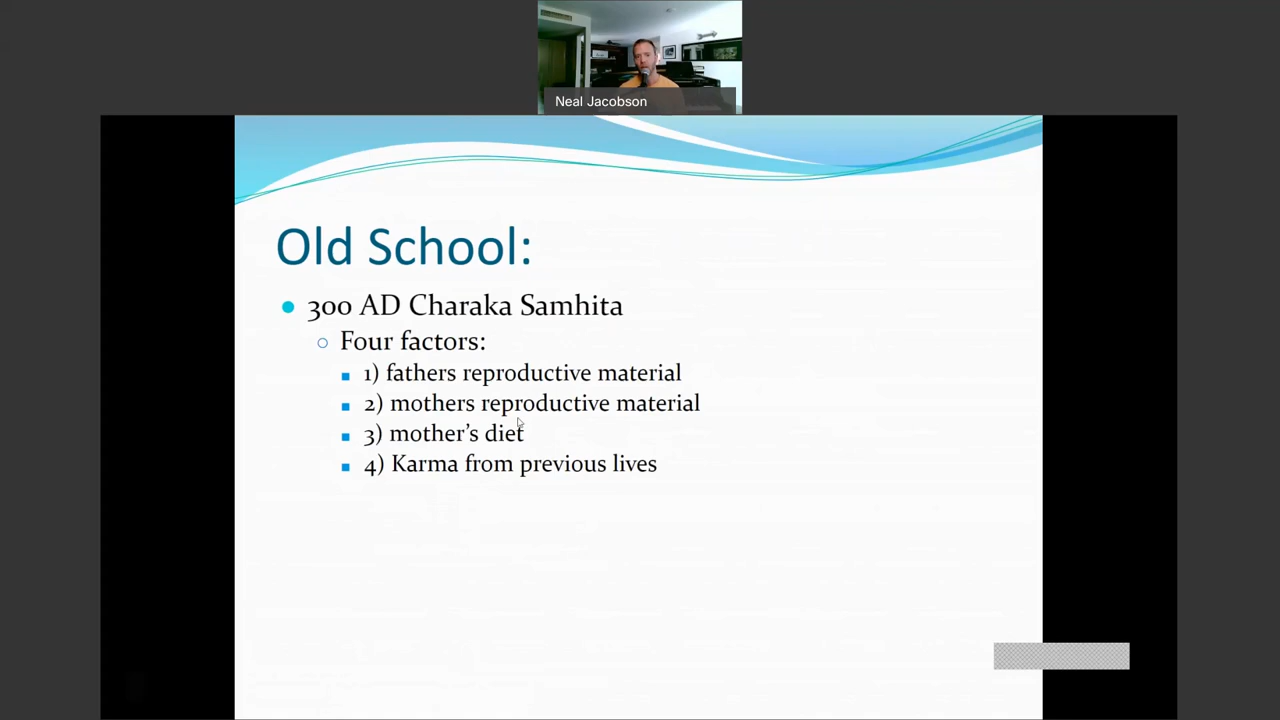 Neal Jacobson
Old School:
300 AD Charaka Samhita
Four factors:
1) fathers reproductive material
2) mothers reproductive material
3) mother’s diet
4) Karma from previous lives